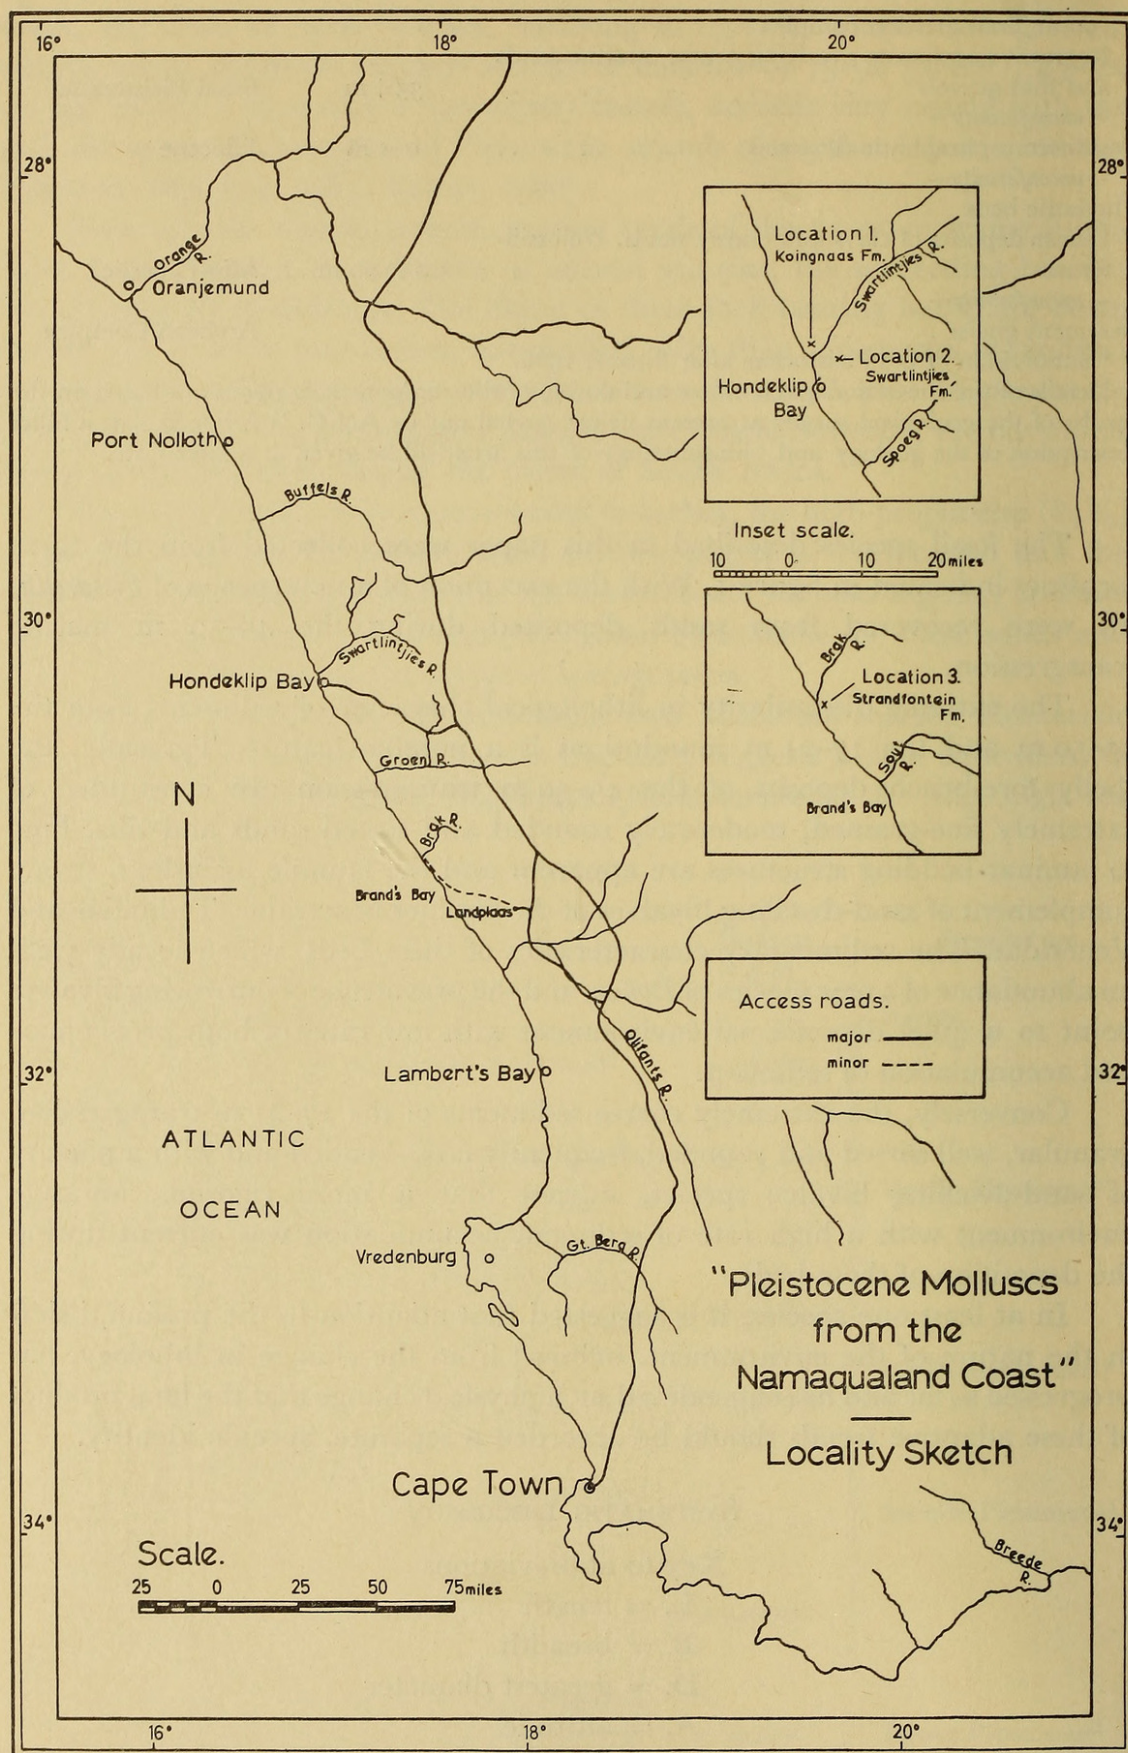 16°
18°
20°
28°
28°
Orange
R.
Oranjemund
Location 1.
Koingnaas Fm.
Swartlintjies R.
Location 2.
Swartlintjies
Fm.
Hondeklip
Bay
Spoeg R.
Port Nolloth
Buffels R.
Inset scale.
10 0 10 20 miles
30°
30°
Brak
R.
Location 3.
Strandfontein
Fm.
Sout
R.
Brand's Bay
Swartlintjies R.
Hondeklip Bay
Groen R.
N
Brak
R.
Brand's Bay
Landplaas
Access roads.
major
minor
Olifants R.
32°
32°
Lambert's Bay
ATLANTIC
OCEAN
Vredenburg
Gt. Berg R.
"Pleistocene Molluscs
from the
Namaqualand Coast"
Locality Sketch
Cape Town
34°
34°
Breede
R.
Scale.
25 0 25 50 75 miles
16°
18°
20°